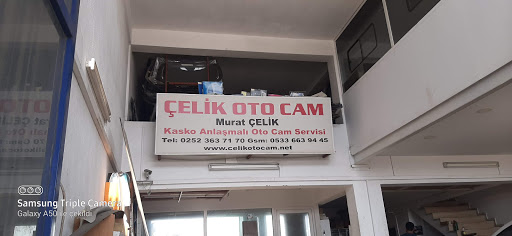 ÇELİK OTO CAM
Murat ÇELİK
Kasko Anlaşmalı Oto Cam Servisi
Tel: 0252 363 71 70 Gsm: 0533 663 94 45
www.celikotocam.net
Samsung Triple Camera
Galaxy A50 ile çekildi